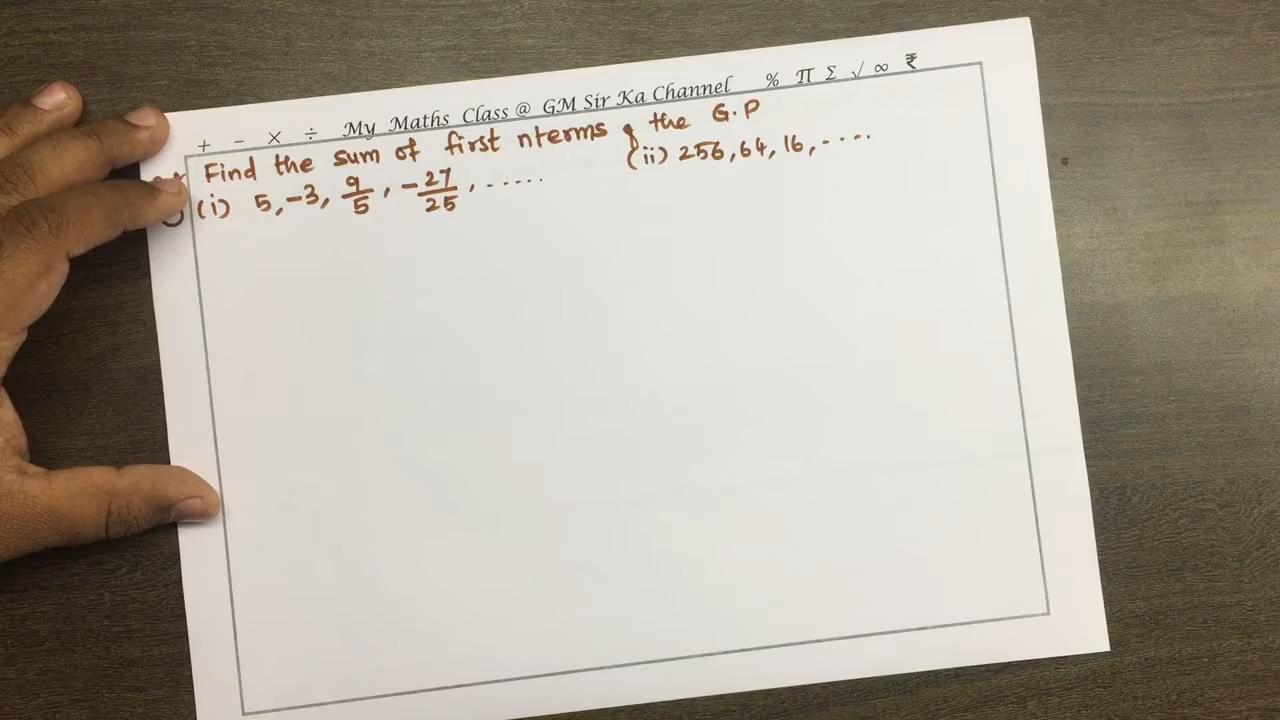 + - × ÷ My Maths Class @ GM Sir Ka Channel % Π Σ √ ∞ ₹
Find the sum of first n terms of the G.P
(i) 5, -3, 9/5, -27/25, ......
(ii) 256, 64, 16, ....